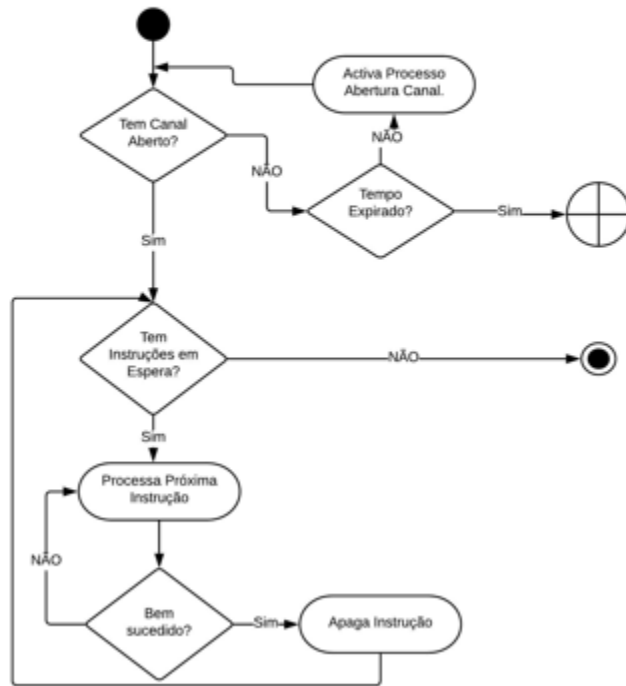 Activa Processo
Abertura Canal.
Tem Canal
Aberto?
NÃO
NÃO
Tempo
Expirado?
Sim
Sim
Tem
Instruções em
Espera?
NÃO
Sim
Processa Próxima
Instrução
NÃO
Bem
sucedido?
Sim
Apaga Instrução